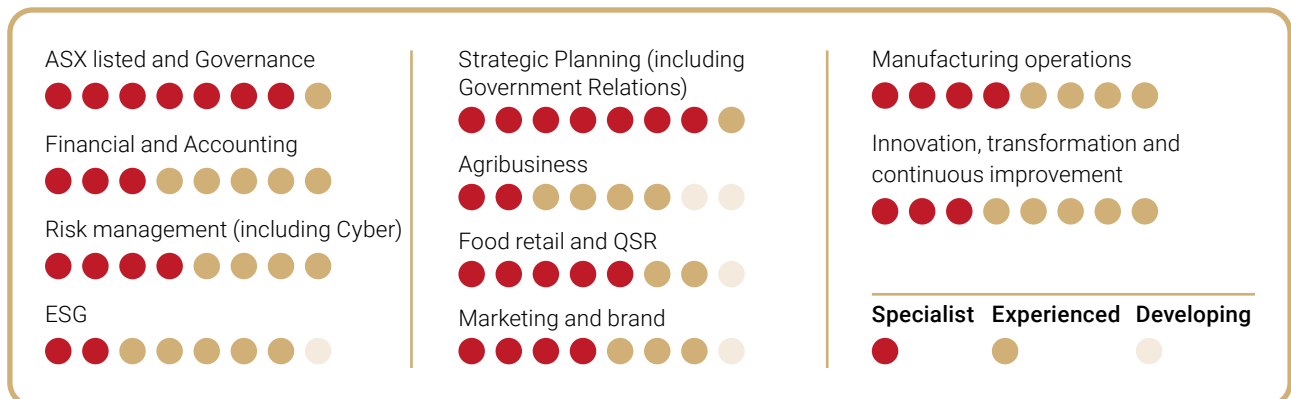 ASX listed and Governance
Financial and Accounting
Risk management (including Cyber)
ESG
Strategic Planning (including
Government Relations)
Agribusiness
Food retail and QSR
Marketing and brand
Manufacturing operations
Innovation, transformation and
continuous improvement
Specialist Experienced Developing